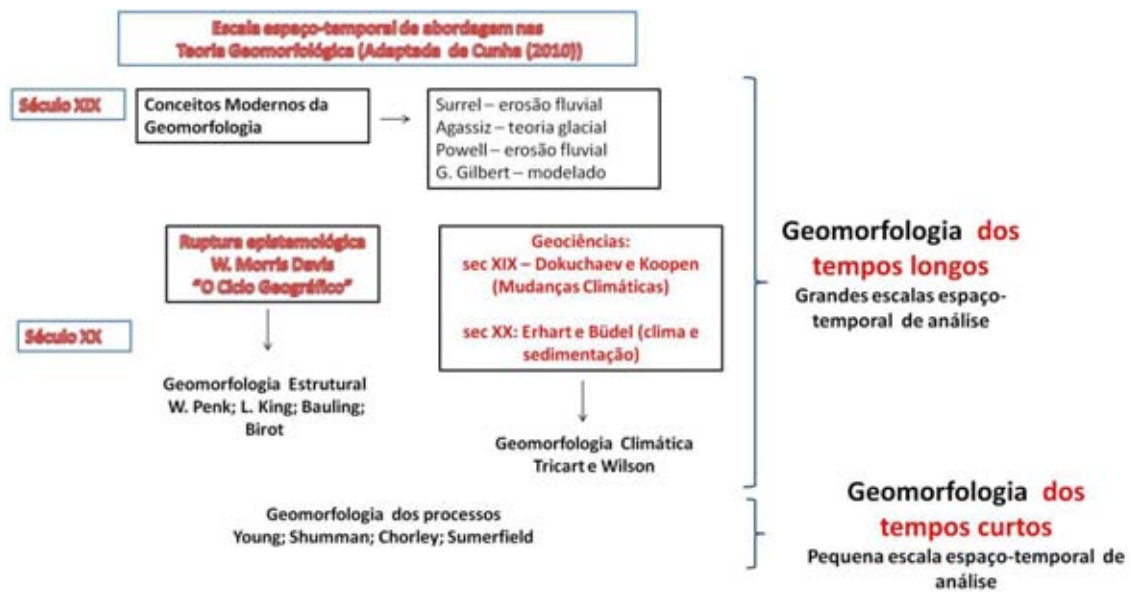 Escala espaço-temporal de abordagem nas
Teoria Geomorfológica (Adaptada de Cunha (2010))
Século XIX
Conceitos Modernos da
Geomorfologia
Surrel – erosão fluvial
Agassiz – teoria glacial
Powell – erosão fluvial
G. Gilbert – modelado
Ruptura epistemológica
W. Morris Davis
"O Ciclo Geográfico"
Geociências:
sec XIX – Dokuchaev e Koopen
(Mudanças Climáticas)
sec XX: Erhart e Büdel (clima e
sedimentação)
Século XX
Geomorfologia Estrutural
W. Penk; L. King; Bauling;
Birot
Geomorfologia Climática
Tricart e Wilson
Geomorfologia dos processos
Young; Shumman; Chorley; Sumerfield
Geomorfologia dos
tempos longos
Grandes escalas espaço-
temporal de análise
Geomorfologia dos
tempos curtos
Pequena escala espaço-temporal de
análise